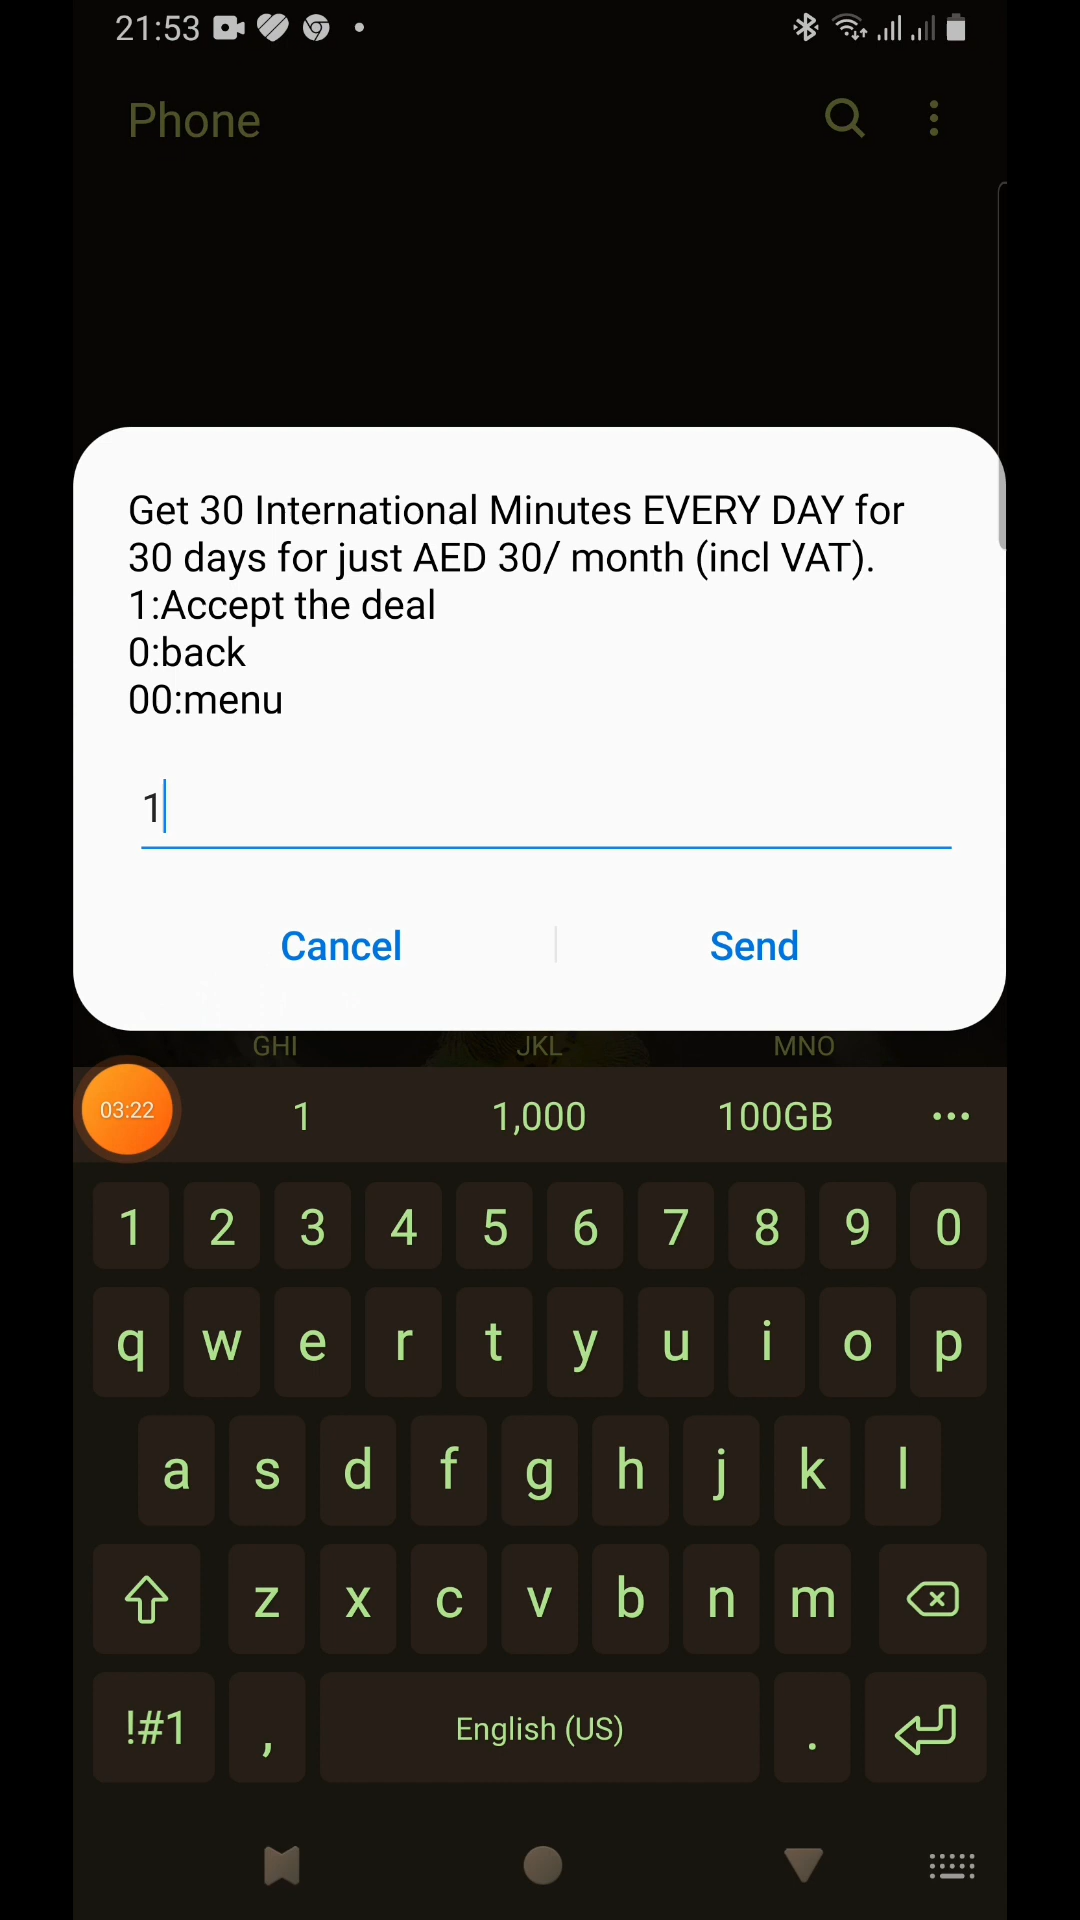 21:53
Phone
Get 30 International Minutes EVERY DAY for
30 days for just AED 30/ month (incl VAT).
1:Accept the deal
0:back
00:menu
1
Cancel
Send
GHI JKL MNO
03:22 1 1,000 100GB
1 2 3 4 5 6 7 8 9 0
q w e r t y u i o p
a s d f g h j k l
z x c v b n m
!#1 , English (US) .